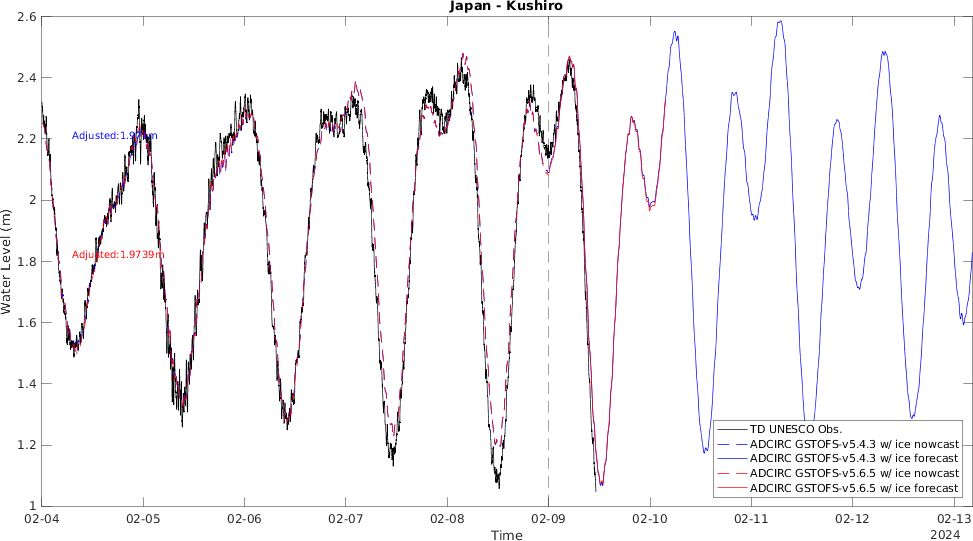 Japan - Kushiro
2.6
2.4
2.2
2
1.8
1.6
1.4
1.2
1
Water Level (m)
Adjusted:1.9739m
TD UNESCO Obs.
ADCIRC GSTOFS-v5.4.3 w/ ice nowcast
ADCIRC GSTOFS-v5.4.3 w/ ice forecast
ADCIRC GSTOFS-v5.6.5 w/ ice nowcast
ADCIRC GSTOFS-v5.6.5 w/ ice forecast
02-04 02-05 02-06 02-07 02-08 02-09 02-10 02-11 02-12 02-13
Time
2024